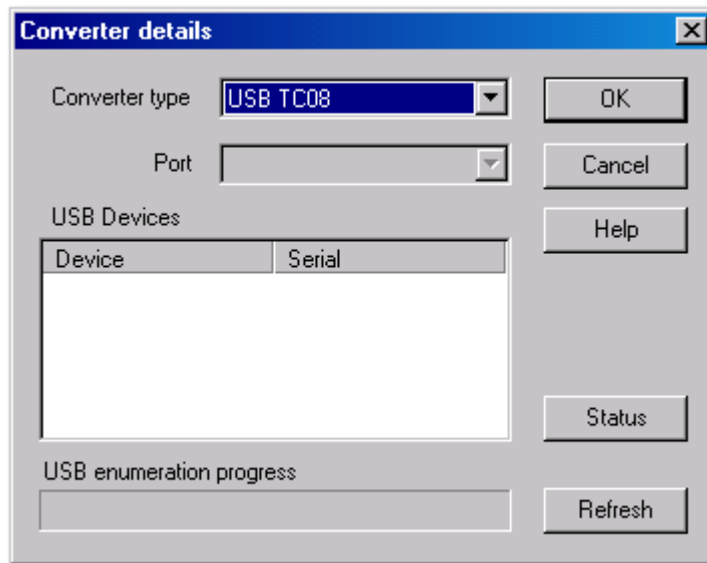 Converter details
Converter type
USB TC08
OK
Port
Cancel
USB Devices
Help
Device Serial
Status
USB enumeration progress
Refresh